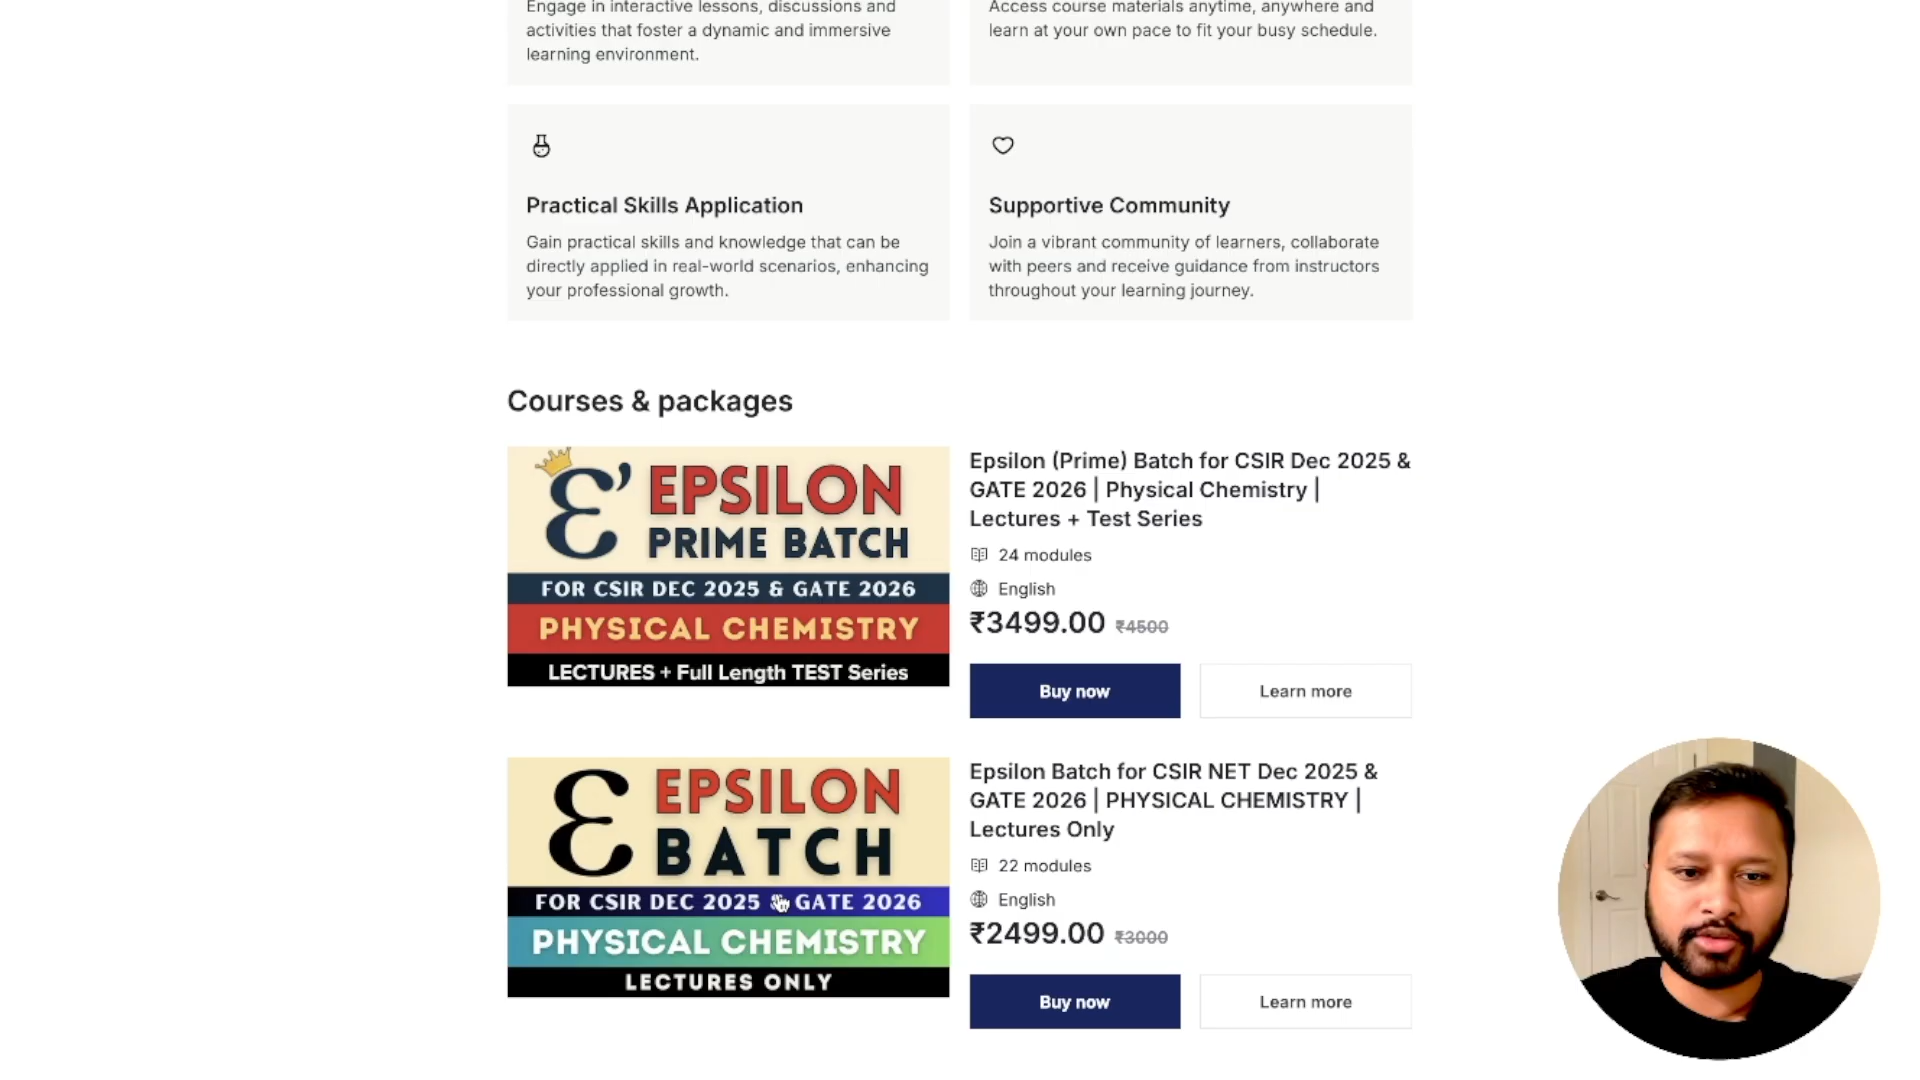 Engage in interactive lessons, discussions and
activities that foster a dynamic and immersive
learning environment.
Access course materials anytime, anywhere and
learn at your own pace to fit your busy schedule.
Practical Skills Application
Gain practical skills and knowledge that can be
directly applied in real-world scenarios, enhancing
your professional growth.
Supportive Community
Join a vibrant community of learners, collaborate
with peers and receive guidance from instructors
throughout your learning journey.
Courses & packages
ε’ EPSILON
PRIME BATCH
FOR CSIR DEC 2025 & GATE 2026
PHYSICAL CHEMISTRY
LECTURES + Full Length TEST Series
Epsilon (Prime) Batch for CSIR Dec 2025 &
GATE 2026 | Physical Chemistry |
Lectures + Test Series
24 modules
English
₹3499.00 ₹4500
Buy now
Learn more
ε EPSILON
BATCH
FOR CSIR DEC 2025 GATE 2026
PHYSICAL CHEMISTRY
LECTURES ONLY
Epsilon Batch for CSIR NET Dec 2025 &
GATE 2026 | PHYSICAL CHEMISTRY |
Lectures Only
22 modules
English
₹2499.00 ₹3000
Buy now
Learn more